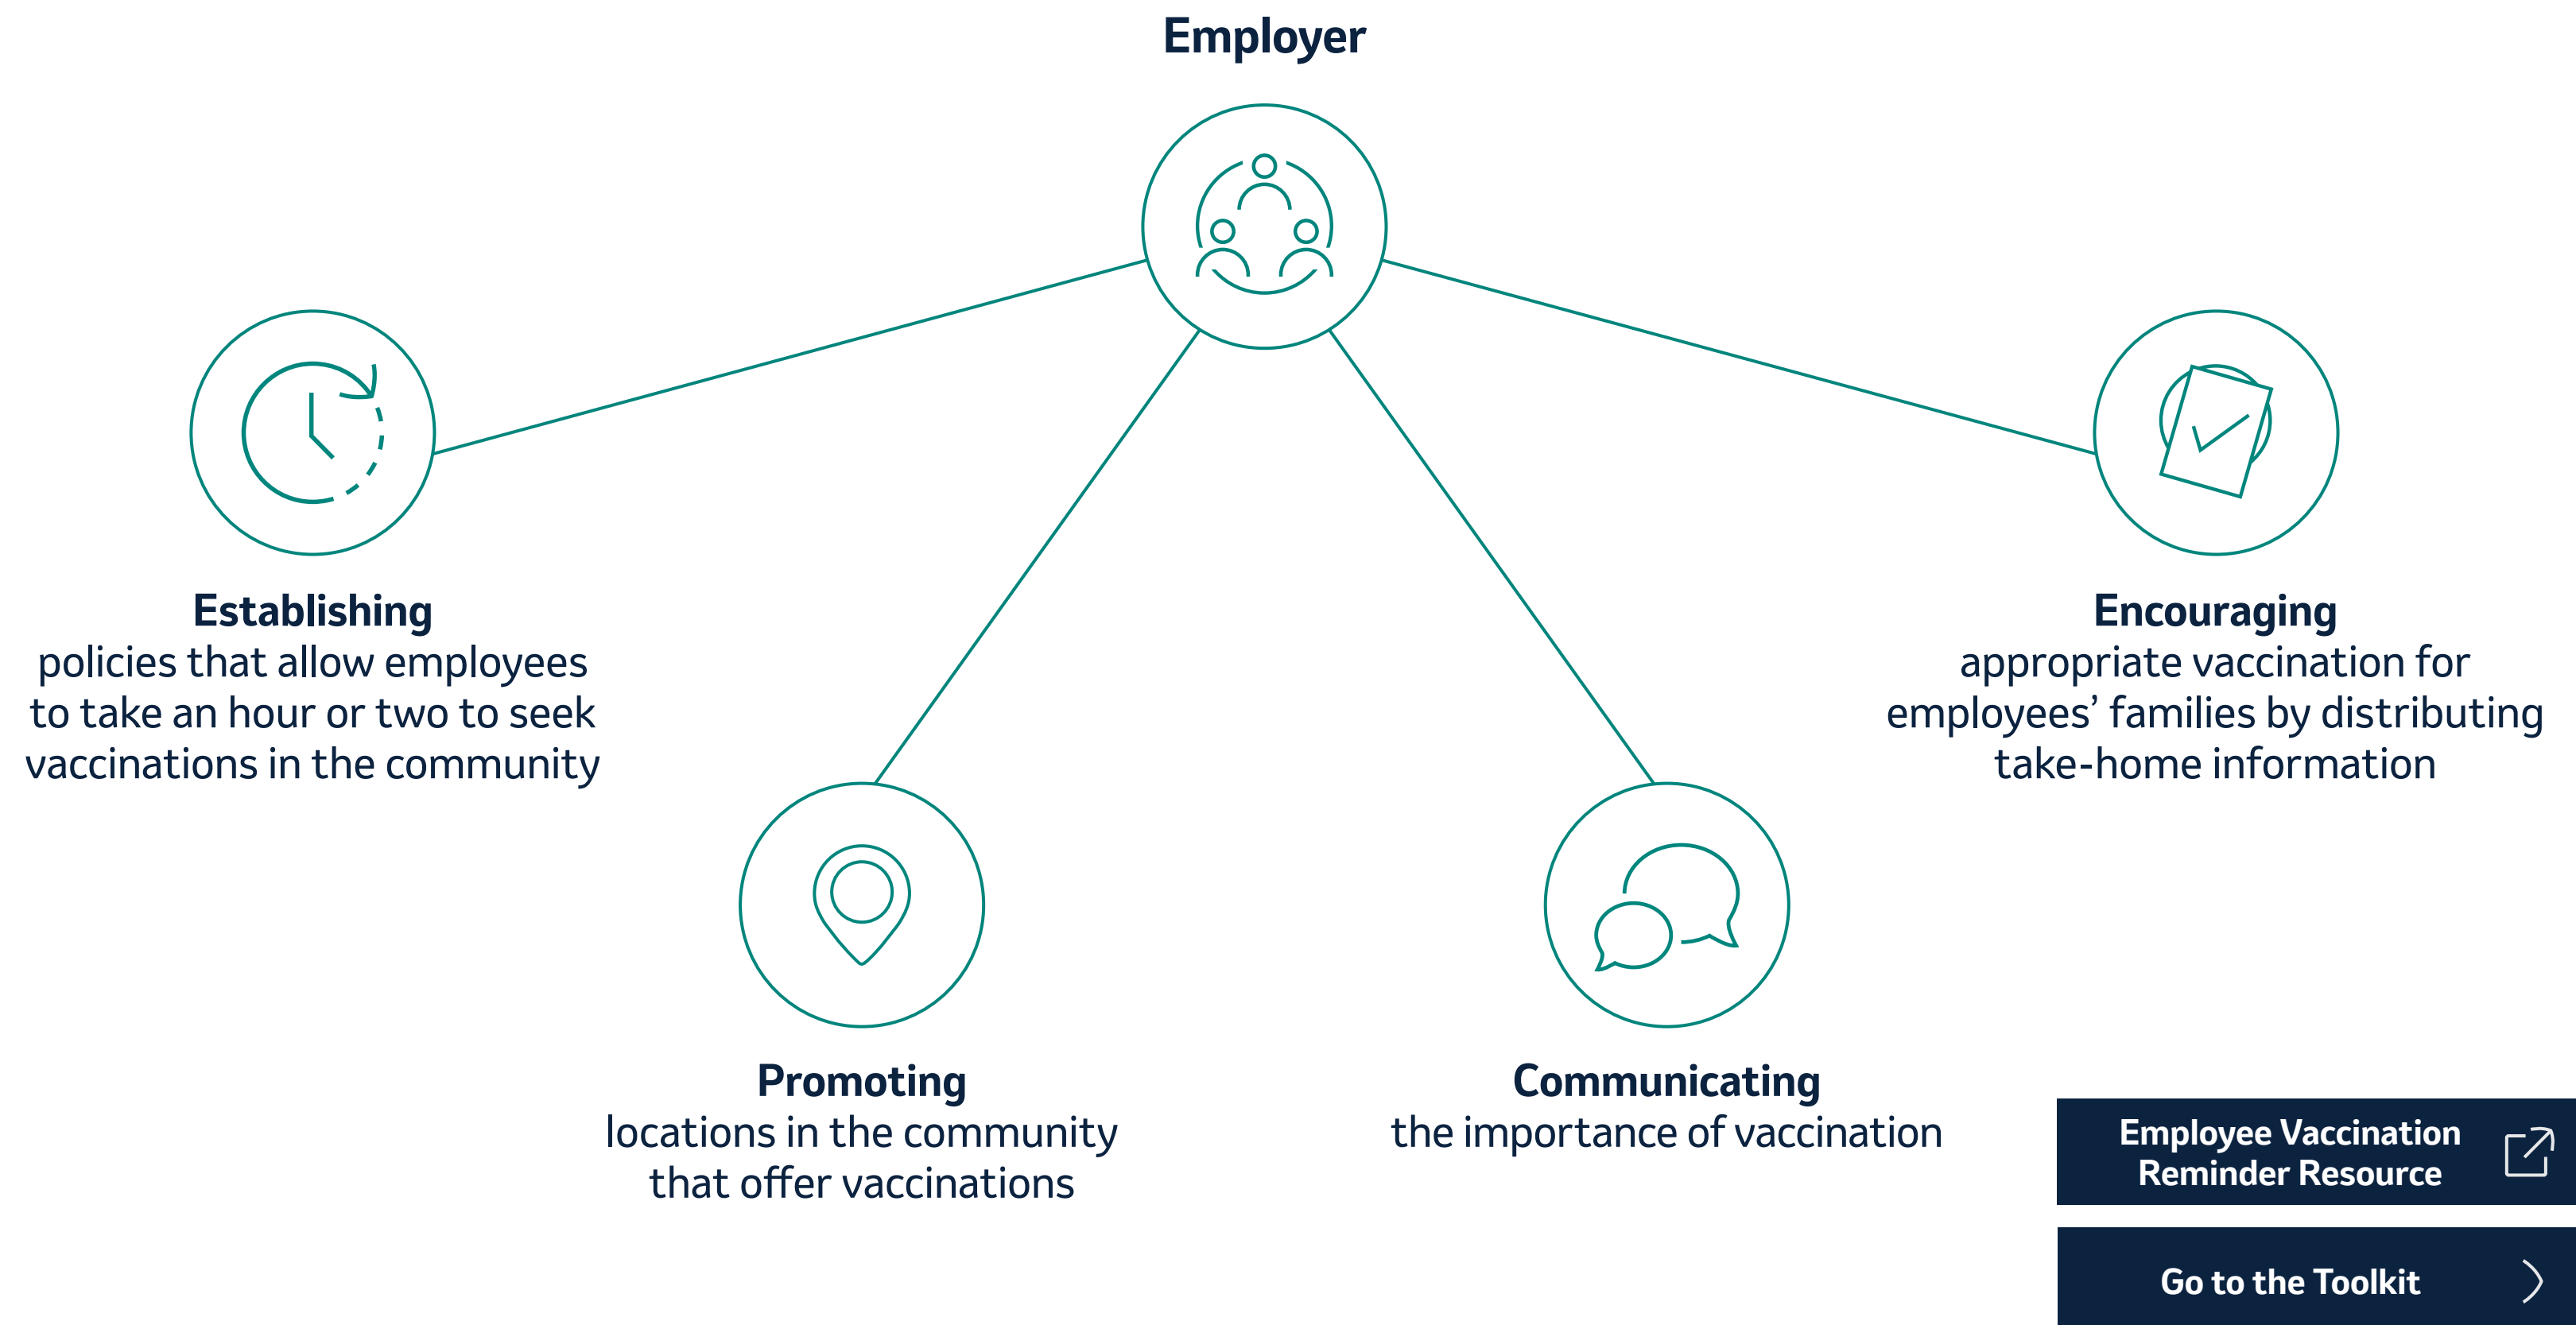 Employer
Establishing
policies that allow employees
to take an hour or two to seek
vaccinations in the community
Promoting
locations in the community
that offer vaccinations
Communicating
the importance of vaccination
Encouraging
appropriate vaccination for
employees’ families by distributing
take-home information
Employee Vaccination
Reminder Resource
Go to the Toolkit